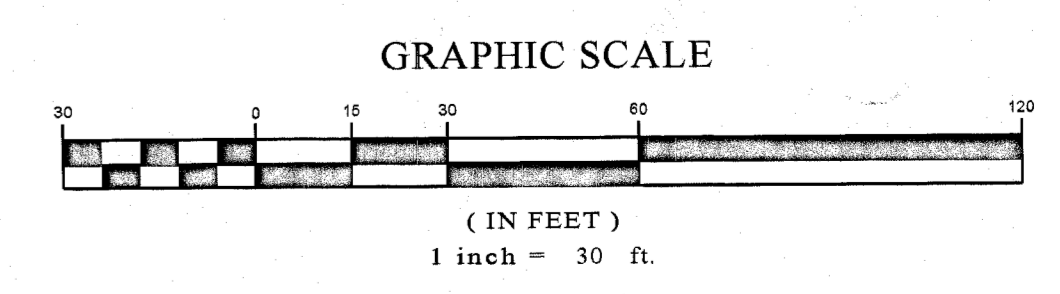 GRAPHIC SCALE
30 0 15 30 60 120
( IN FEET )
1 inch = 30 ft.